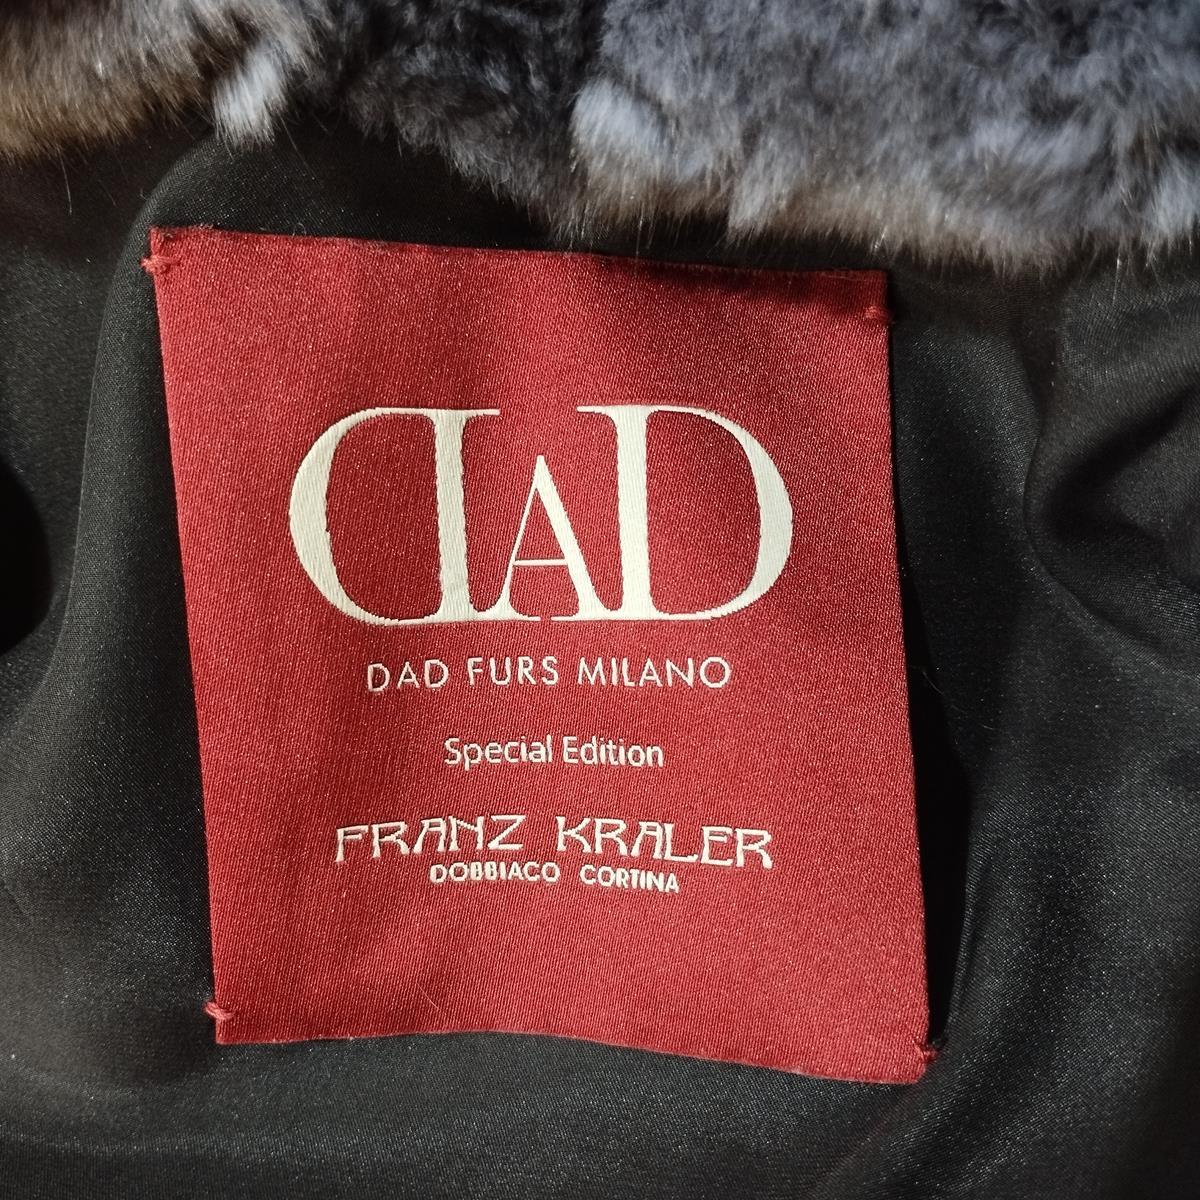 DAD
DAD FURS MILANO
Special Edition
FRANZ KRALER
DOBBIACO CORTINA